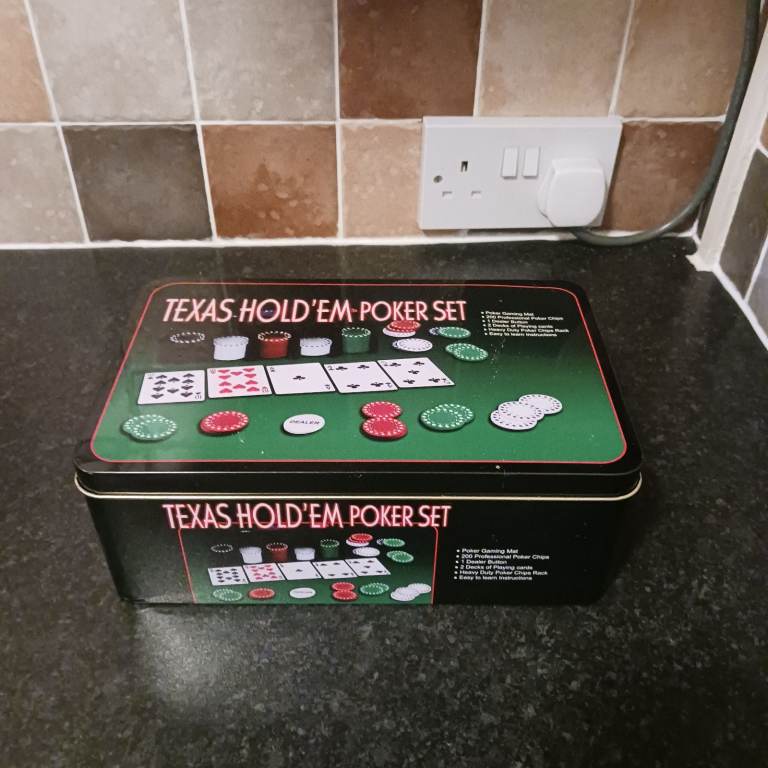 TEXAS HOLD'EM POKER SET
• Poker Gaming Mat
• 200 Professional Poker Chips
• 1 Dealer Button
• 2 Decks of Playing cards
• Heavy Duty Poker Chips Rack
• Easy to learn Instructions
DEALER
TEXAS HOLD'EM POKER SET
• Poker Gaming Mat
• 200 Professional Poker Chips
• 1 Dealer Button
• 2 Decks of Playing cards
• Heavy Duty Poker Chips Rack
• Easy to learn Instructions